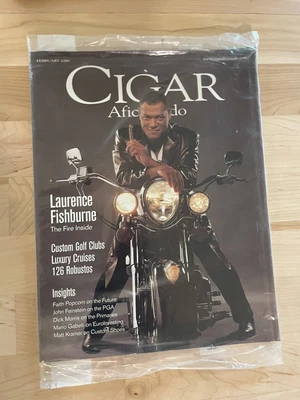 FEBRUARY 2000
CIGAR
Aficionado
Laurence
Fishburne
The Fire Inside
Custom Golf Clubs
Luxury Cruises
126 Robustos
Insights
Faith Popcorn on the Future
John Feinstein on the PGA
Dick Morris on the Primaries
Mario Gabelli on Euroinvesting
Matt Kramer on Custom Shoes